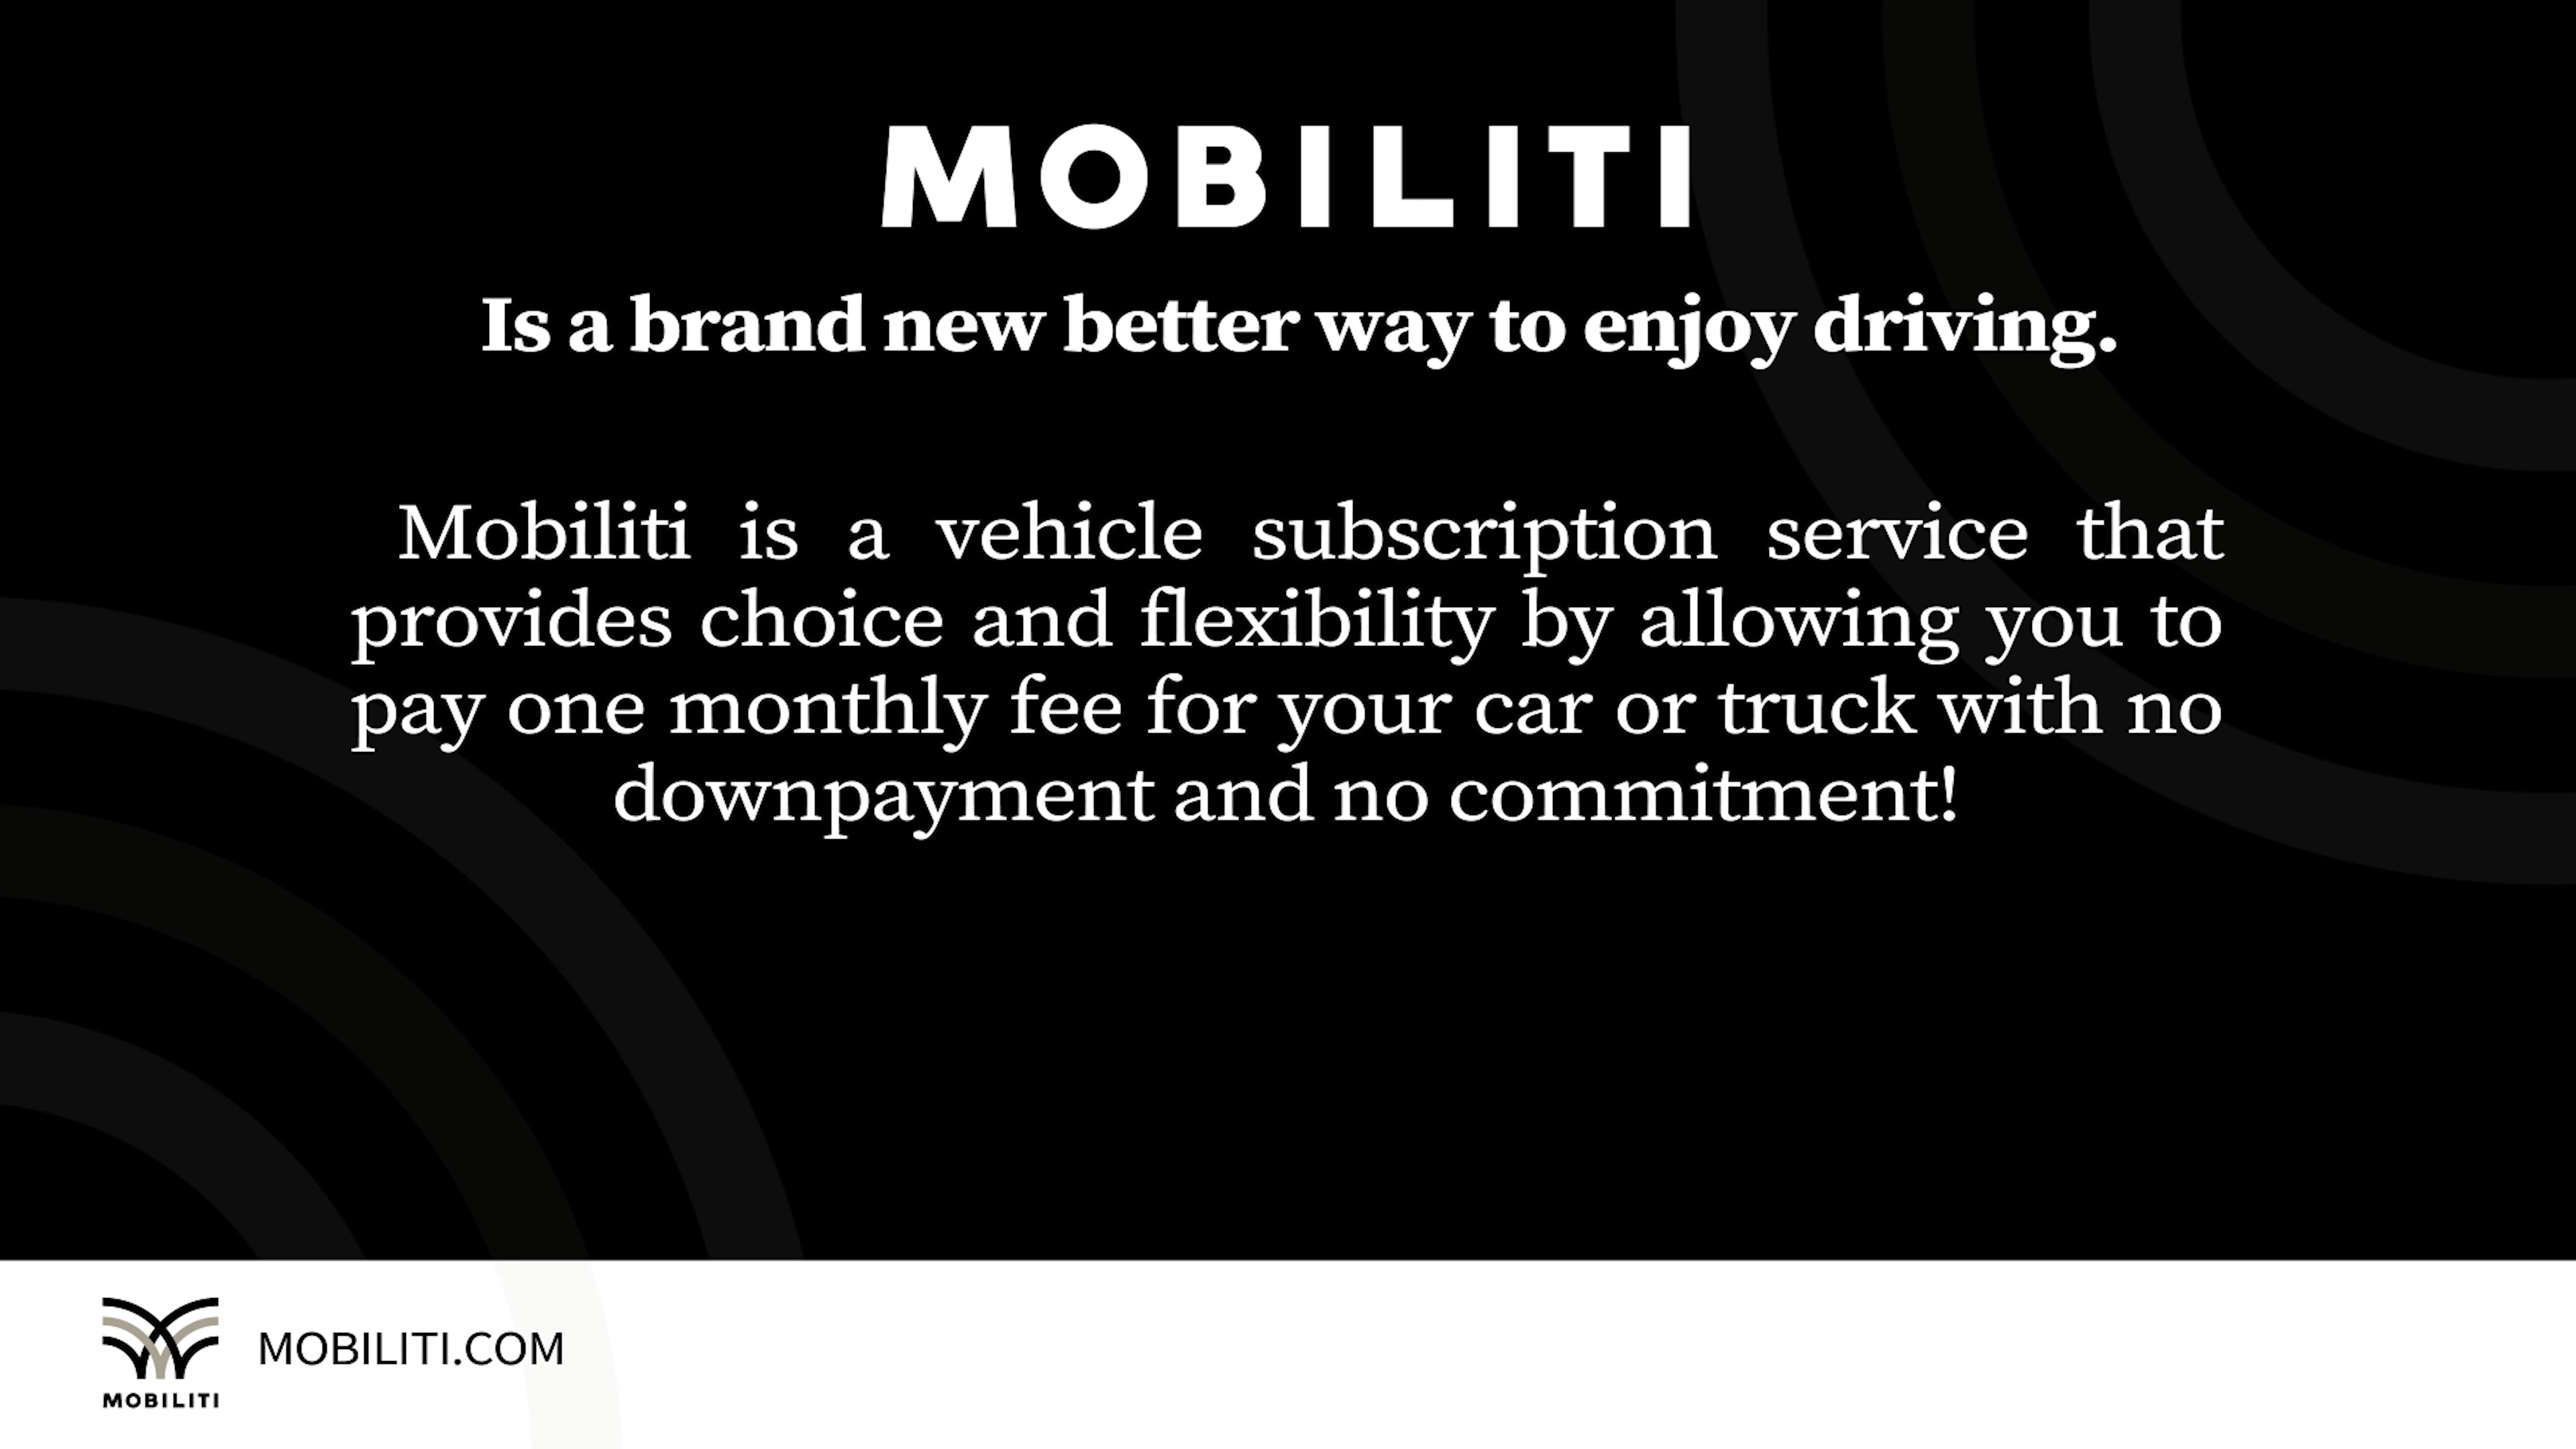 MOBILITI
Is a brand new better way to enjoy driving.
Mobiliti is a vehicle subscription service that
provides choice and flexibility by allowing you to
pay one monthly fee for your car or truck with no
downpayment and no commitment!
MOBILITI.COM
MOBILITI